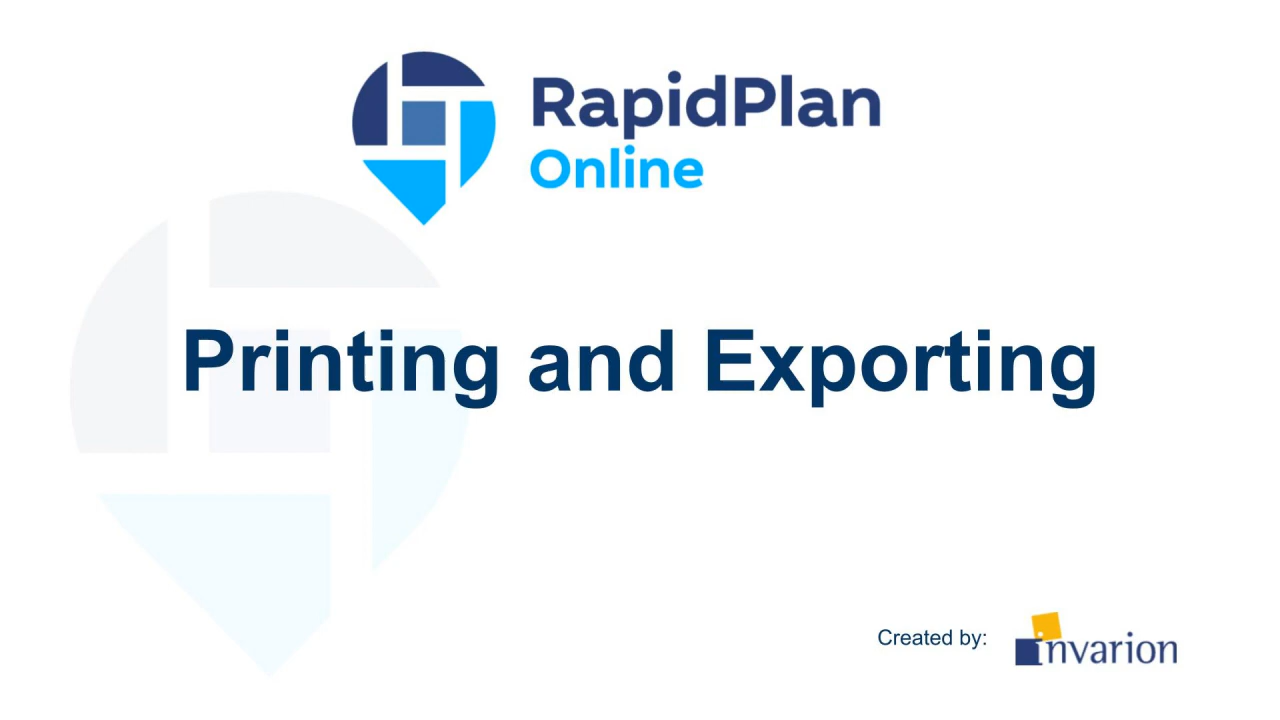 RapidPlan
Online
Printing and Exporting
Created by:
invarion